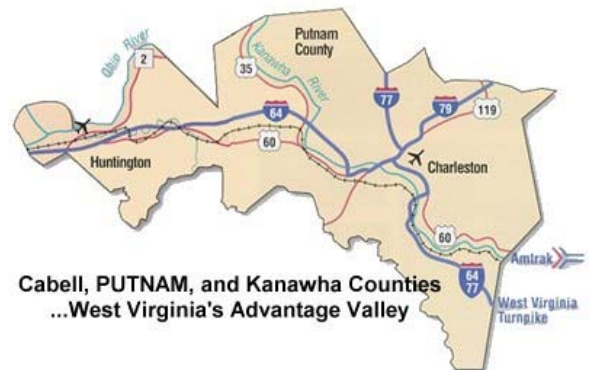 Putnam
County
Ohio River
2
35
Kanawha
River
77
79
64
119
60
Huntington
Charleston
60
Amtrak
64
77
West Virginia
Turnpike
Cabell, PUTNAM, and Kanawha Counties
...West Virginia's Advantage Valley